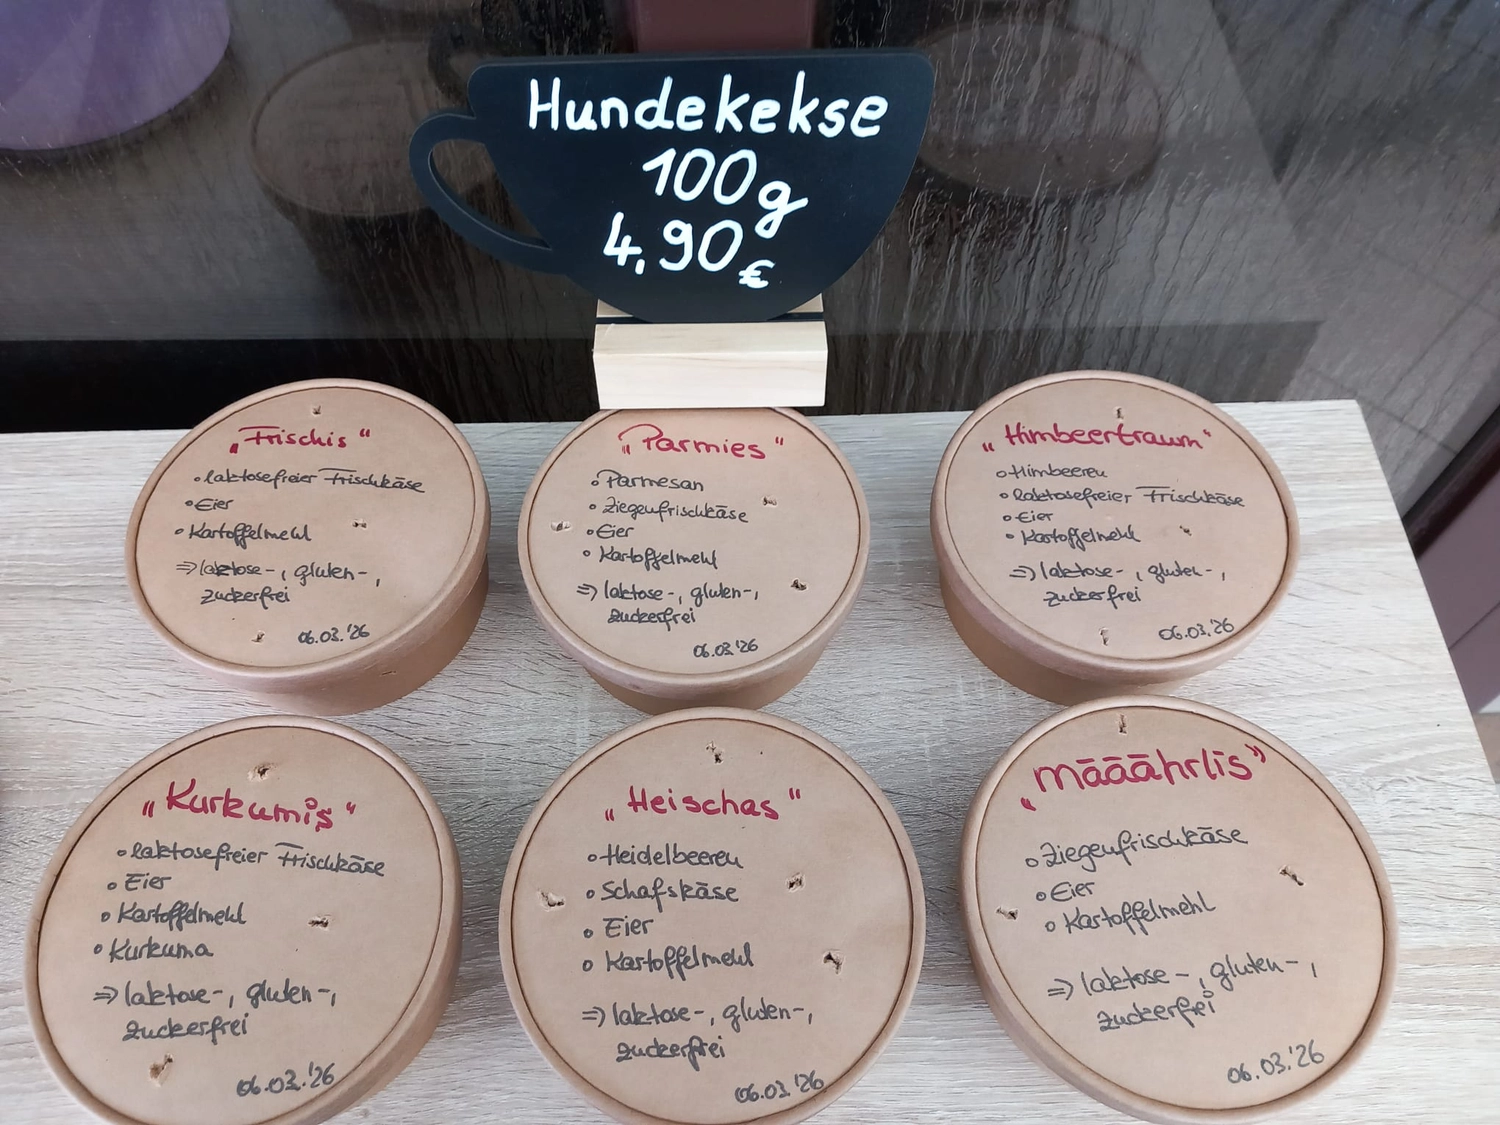 Hundekekse
100g
4,90€
„Frischis“
• laktosefreier Frischkäse
• Eier
• Kartoffelmehl
⇒ laktose-, gluten-,
zuckerfrei
06.03.'26
„Parmies“
• Parmesan
• Ziegenfrischkäse
• Eier
• Kartoffelmehl
⇒ laktose-, gluten-,
zuckerfrei
06.03.'26
„Himbeertraum“
• Himbeeren
• laktosefreier Frischkäse
• Eier
• Kartoffelmehl
⇒ laktose-, gluten-,
zuckerfrei
06.03.'26
„Kurkumis“
• laktosefreier Frischkäse
• Eier
• Kartoffelmehl
• Kurkuma
⇒ laktose-, gluten-,
zuckerfrei
06.03.'26
„Heischas“
• Heidelbeeren
• Schafskäse
• Eier
• Kartoffelmehl
⇒ laktose-, gluten-,
zuckerfrei
06.03.'26
„Määährlis“
• Ziegenfrischkäse
• Eier
• Kartoffelmehl
⇒ laktose-, gluten-,
zuckerfrei
06.03.'26